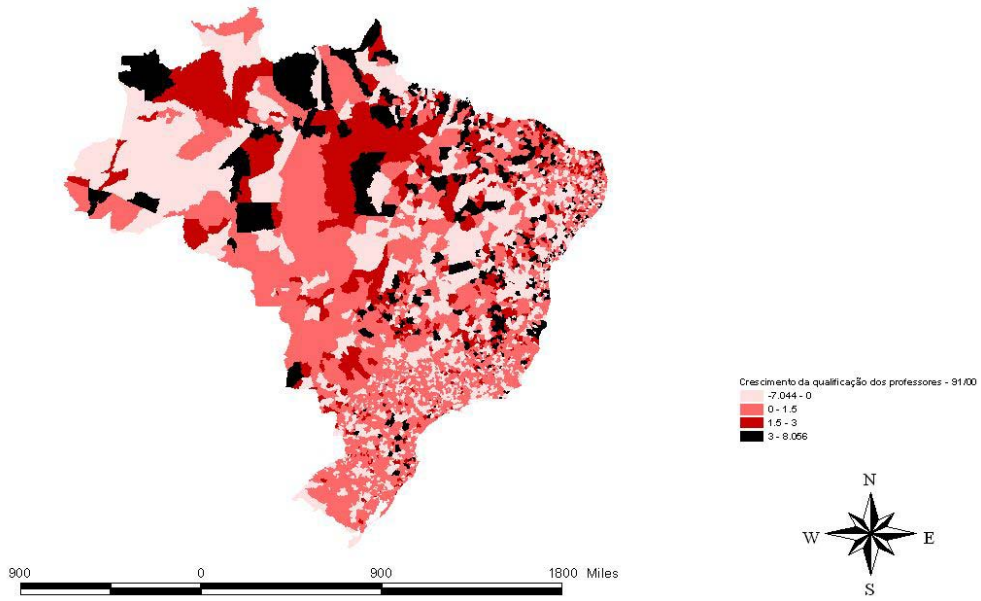 Crescimento da qualificação dos professores - 91/00
-7.044 - 0
0 - 1.5
1.5 - 3
3 - 8.056
N
W E
S
900 0 900 1800 Miles